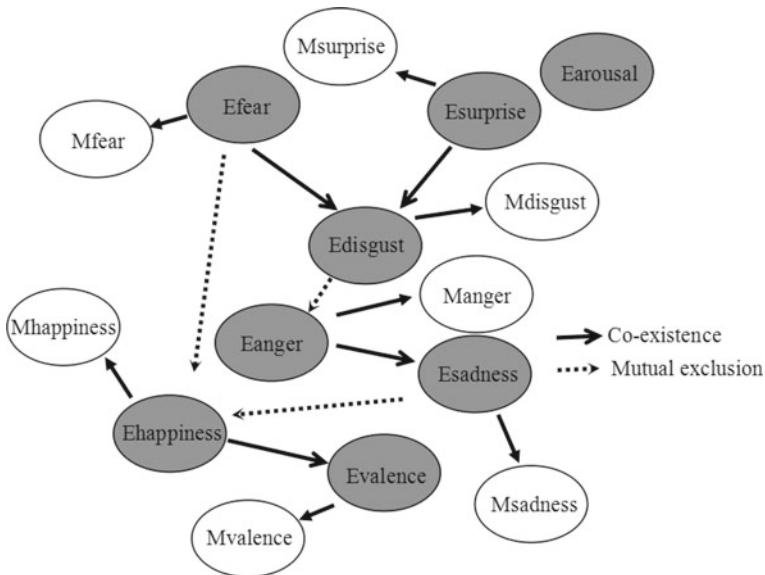 Msurprise
Earousal
Efear
Esurprise
Mfear
Mdisgust
Edisgust
Manger
Mhappiness
Eanger
Co-existence
Esadness
Mutual exclusion
Ehappiness
Evalence
Msadness
Mvalence